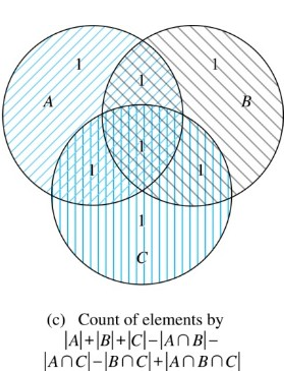 1 1
1
A B
1
1 1
1
C
(c) Count of elements by
|A|+|B|+|C|−|A∩B|−
|A∩C|−|B∩C|+|A∩B∩C|